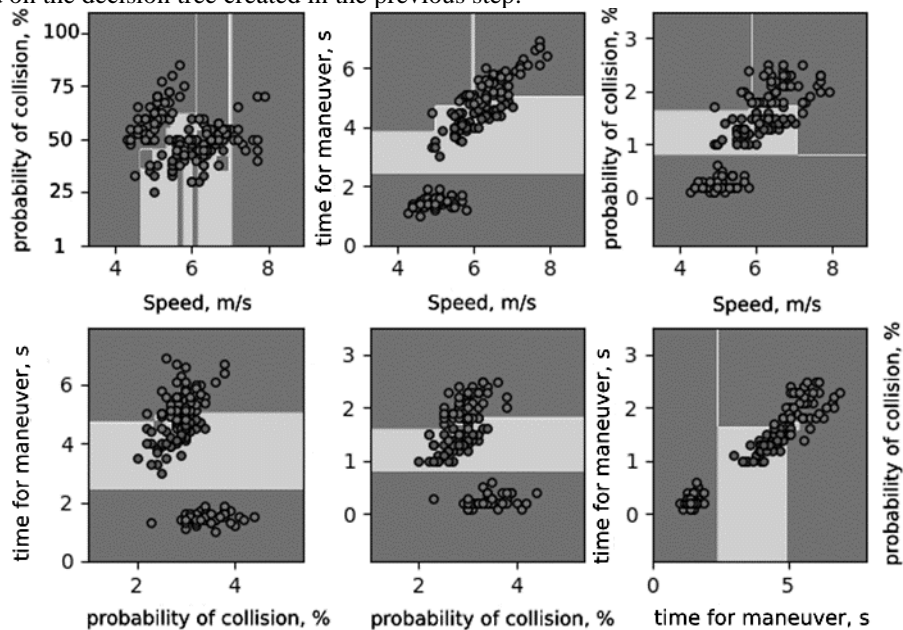 on the decision tree created in the previous step.
probability of collision, %
100
75
50
25
1
4 6 8
Speed, m/s
time for maneuver, s
6
4
2
0
4 6 8
Speed, m/s
probability of collision, %
3
2
1
0
4 6 8
Speed, m/s
time for maneuver, s
6
4
2
0
2 4
probability of collision, %
3
2
1
0
2 4
probability of collision, %
time for maneuver, s
3
2
1
0
0 5
time for maneuver, s
probability of collision, %